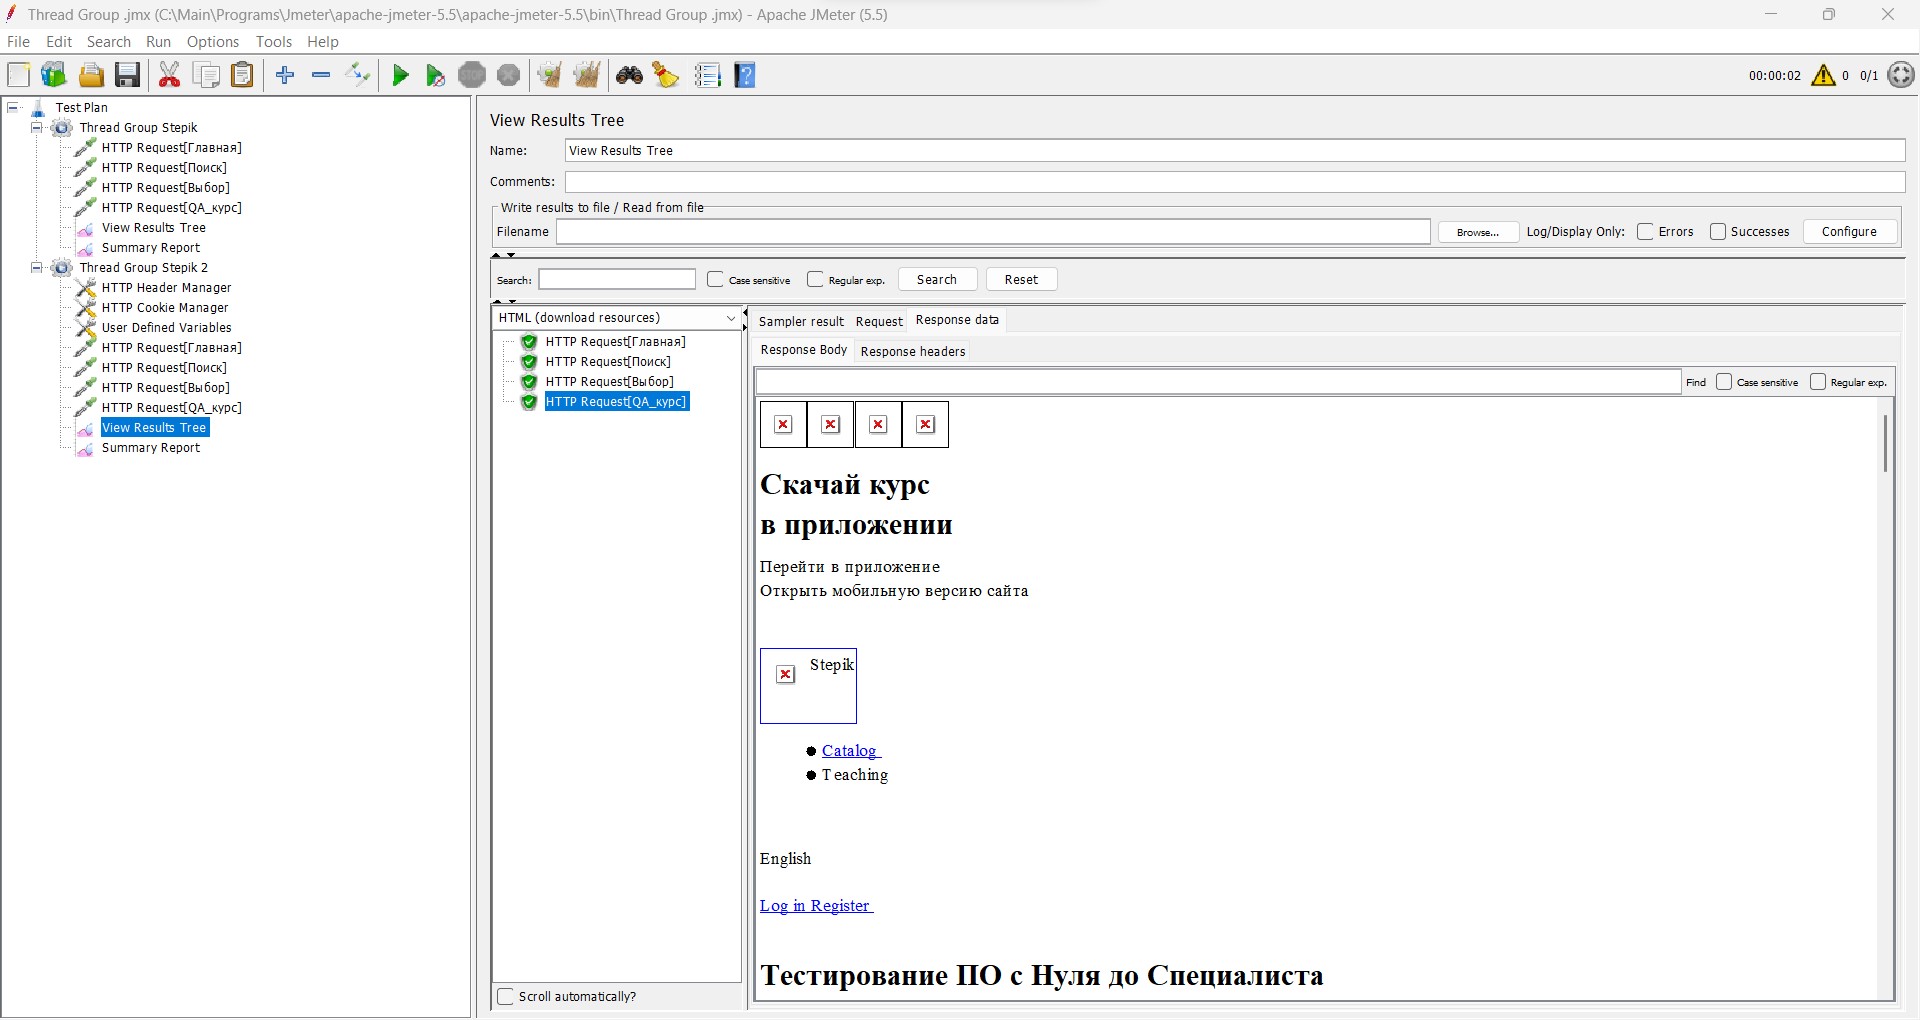 Thread Group .jmx (C:\Main\Programs\Jmeter\apache-jmeter-5.5\apache-jmeter-5.5\bin\Thread Group .jmx) - Apache JMeter (5.5)
File Edit Search Run Options Tools Help
STOP
00:00:02 0 0/1
Test Plan
Thread Group Stepik
HTTP Request[Главная]
HTTP Request[Поиск]
HTTP Request[Выбор]
HTTP Request[QA_курс]
View Results Tree
Summary Report
Thread Group Stepik 2
HTTP Header Manager
HTTP Cookie Manager
User Defined Variables
HTTP Request[Главная]
HTTP Request[Поиск]
HTTP Request[Выбор]
HTTP Request[QA_курс]
View Results Tree
Summary Report
View Results Tree
Name: View Results Tree
Comments:
Write results to file / Read from file
Filename Browse... Log/Display Only: Errors Successes Configure
Search: Case sensitive Regular exp. Search Reset
HTML (download resources)
HTTP Request[Главная]
HTTP Request[Поиск]
HTTP Request[Выбор]
HTTP Request[QA_курс]
Scroll automatically?
Sampler result Request Response data
Response Body Response headers
Find Case sensitive Regular exp.
Скачай курс
в приложении
Перейти в приложение
Открыть мобильную версию сайта
Stepik
Catalog
Teaching
English
Log in Register
Тестирование ПО с Нуля до Специалиста